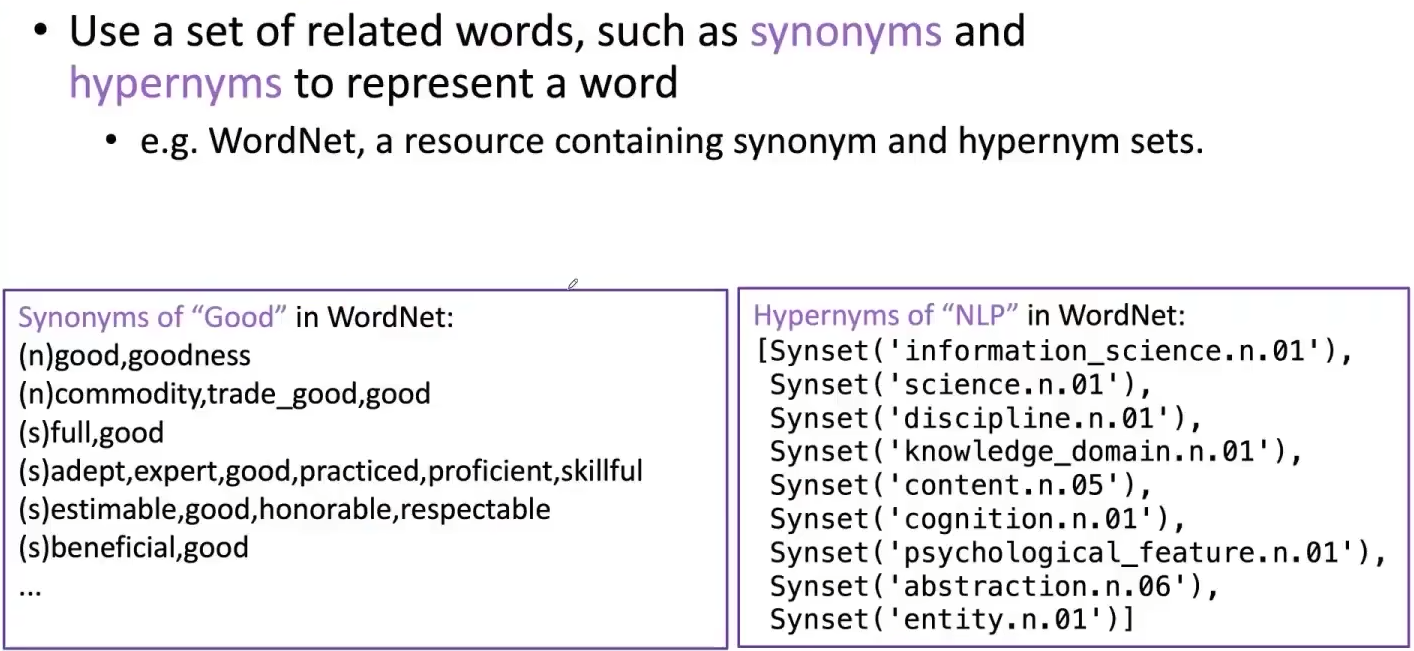 • Use a set of related words, such as synonyms and
hypernyms to represent a word
• e.g. WordNet, a resource containing synonym and hypernym sets.
Synonyms of “Good” in WordNet:
(n)good,goodness
(n)commodity,trade_good,good
(s)full,good
(s)adept,expert,good,practiced,proficient,skillful
(s)estimable,good,honorable,respectable
(s)beneficial,good
...
Hypernyms of “NLP” in WordNet:
[Synset('information_science.n.01'),
Synset('science.n.01'),
Synset('discipline.n.01'),
Synset('knowledge_domain.n.01'),
Synset('content.n.05'),
Synset('cognition.n.01'),
Synset('psychological_feature.n.01'),
Synset('abstraction.n.06'),
Synset('entity.n.01')]